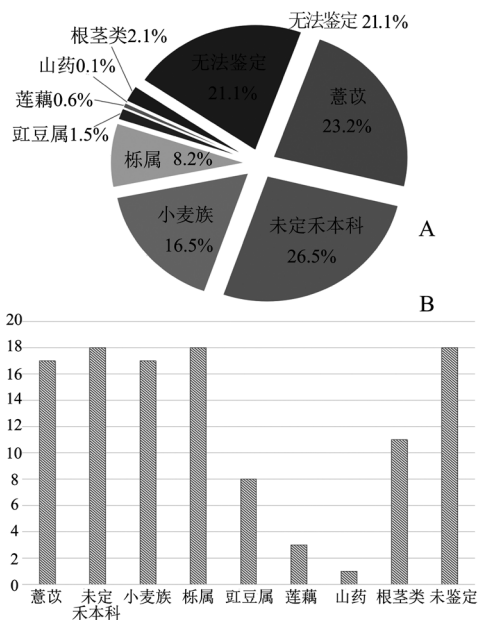 无法鉴定 21.1%
根茎类2.1%
山药0.1%
莲藕0.6%
豇豆属1.5%
无法鉴定
21.1%
薏苡
23.2%
栎属 8.2%
小麦族
16.5%
未定禾本科
26.5%
A
B
20
18
16
14
12
10
8
6
4
2
0
薏苡
未定
禾本科
小麦族
栎属
豇豆属
莲藕
山药
根茎类
未鉴定